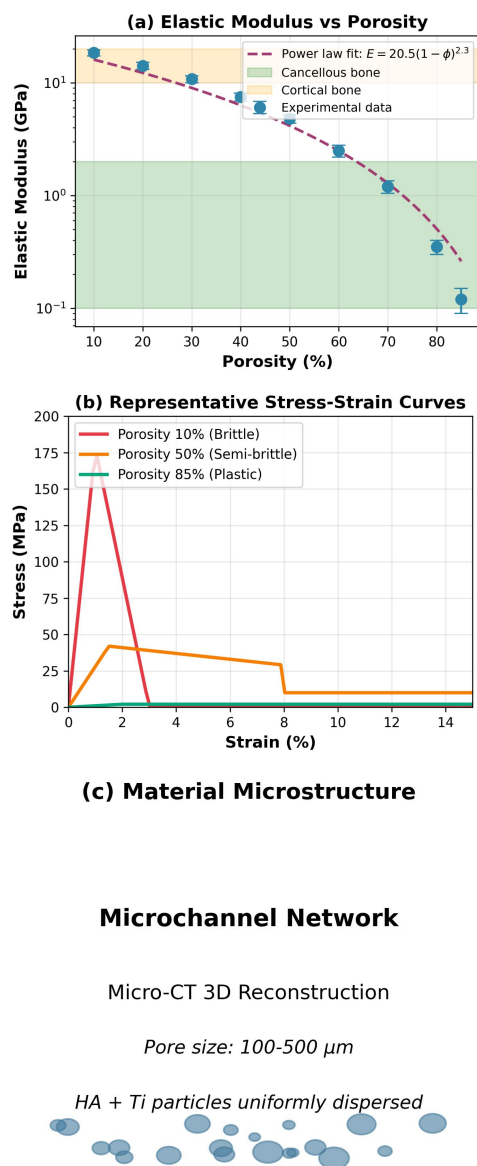 (a) Elastic Modulus vs Porosity
Elastic Modulus (GPa)
10¹
10⁰
10⁻¹
Power law fit: E = 20.5(1 − ϕ)²·³
Cancellous bone
Cortical bone
Experimental data
10 20 30 40 50 60 70 80
Porosity (%)
(b) Representative Stress-Strain Curves
Stress (MPa)
200
175
150
125
100
75
50
25
0
Porosity 10% (Brittle)
Porosity 50% (Semi-brittle)
Porosity 85% (Plastic)
0 2 4 6 8 10 12 14
Strain (%)
(c) Material Microstructure
Microchannel Network
Micro-CT 3D Reconstruction
Pore size: 100-500 μm
HA + Ti particles uniformly dispersed